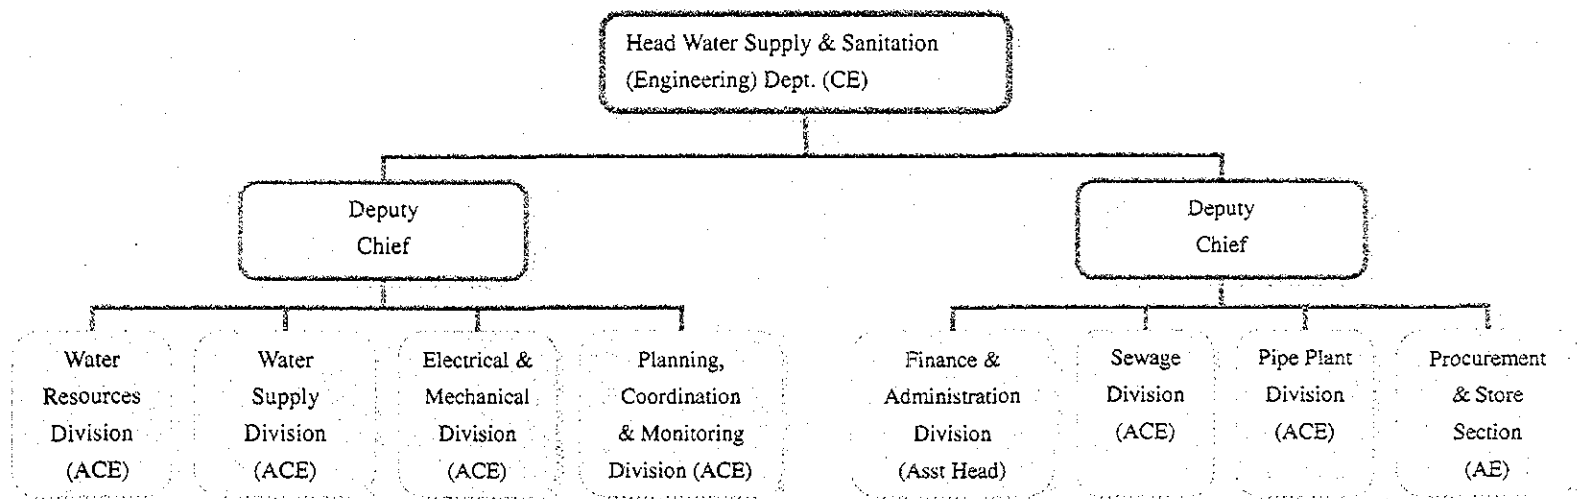 Head Water Supply & Sanitation
(Engineering) Dept. (CE)
Deputy
Chief
Deputy
Chief
Water
Resources
Division
(ACE)
Water
Supply
Division
(ACE)
Electrical &
Mechanical
Division
(ACE)
Planning,
Coordination
& Monitoring
Division (ACE)
Finance &
Administration
Division
(Asst Head)
Sewage
Division
(ACE)
Pipe Plant
Division
(ACE)
Procurement
& Store
Section
(AE)